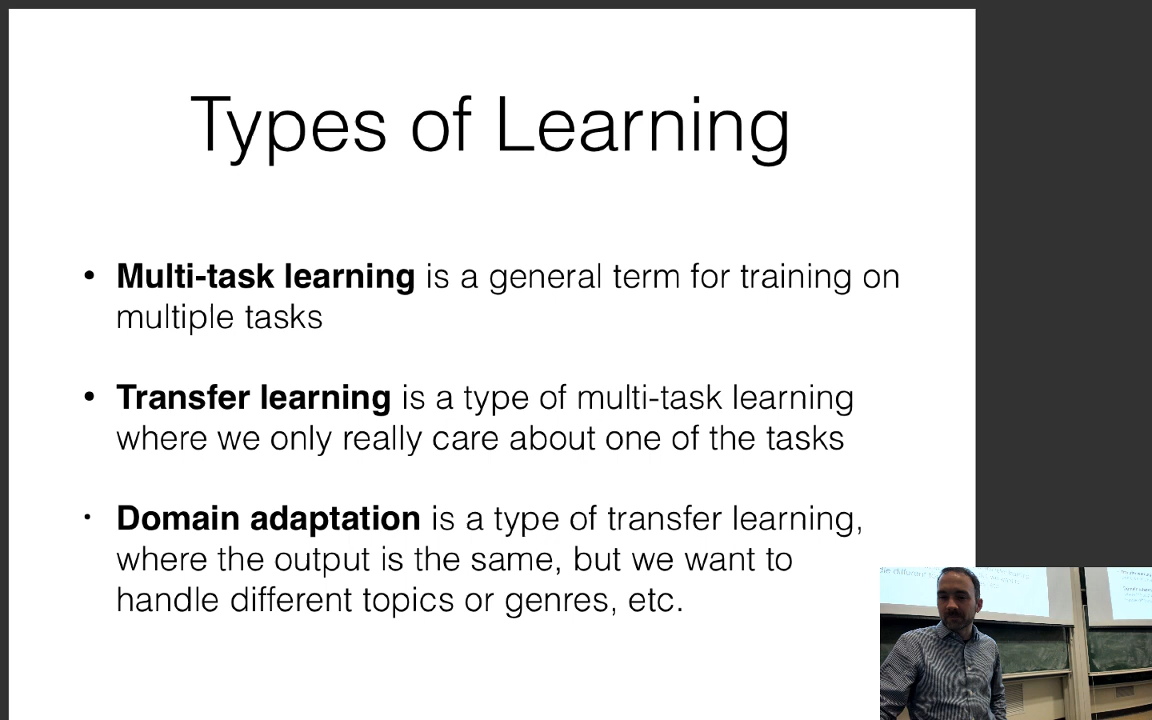 Types of Learning
• Multi-task learning is a general term for training on
multiple tasks
• Transfer learning is a type of multi-task learning
where we only really care about one of the tasks
• Domain adaptation is a type of transfer learning,
where the output is the same, but we want to
handle different topics or genres, etc.